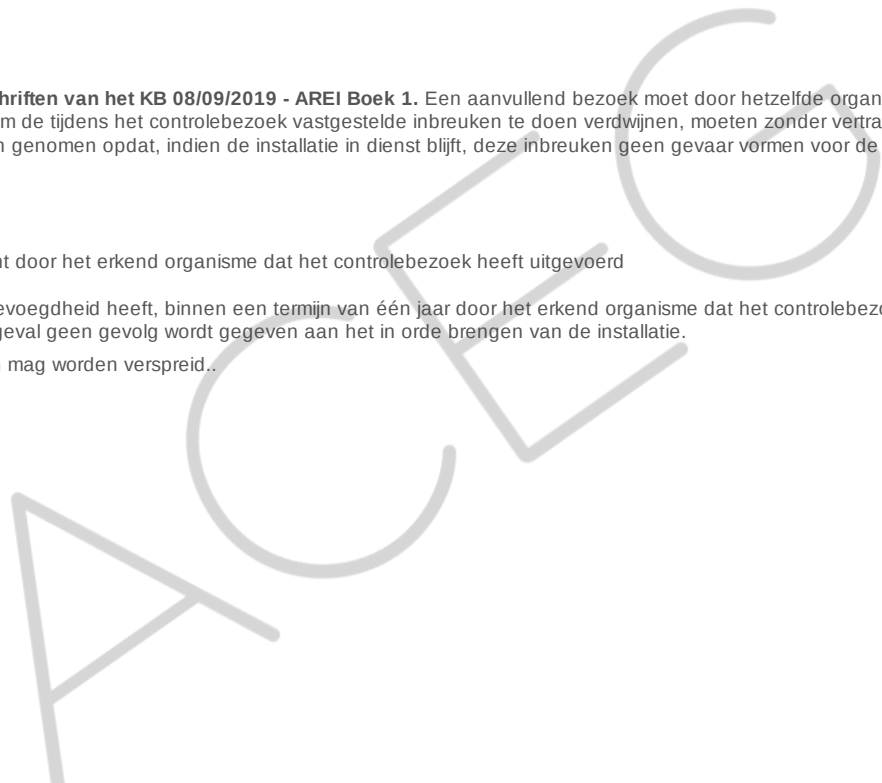 hriften van het KB 08/09/2019 - AREI Boek 1. Een aanvullend bezoek moet door hetzelfde organ
m de tijdens het controlebezoek vastgestelde inbreuken te doen verdwijnen, moeten zonder vertra
n genomen opdat, indien de installatie in dienst blijft, deze inbreuken geen gevaar vormen voor de
nt door het erkend organisme dat het controlebezoek heeft uitgevoerd
evoegdheid heeft, binnen een termijn van één jaar door het erkend organisme dat het controlebezo
geval geen gevolg wordt gegeven aan het in orde brengen van de installatie.
mag worden verspreid..
ACEG